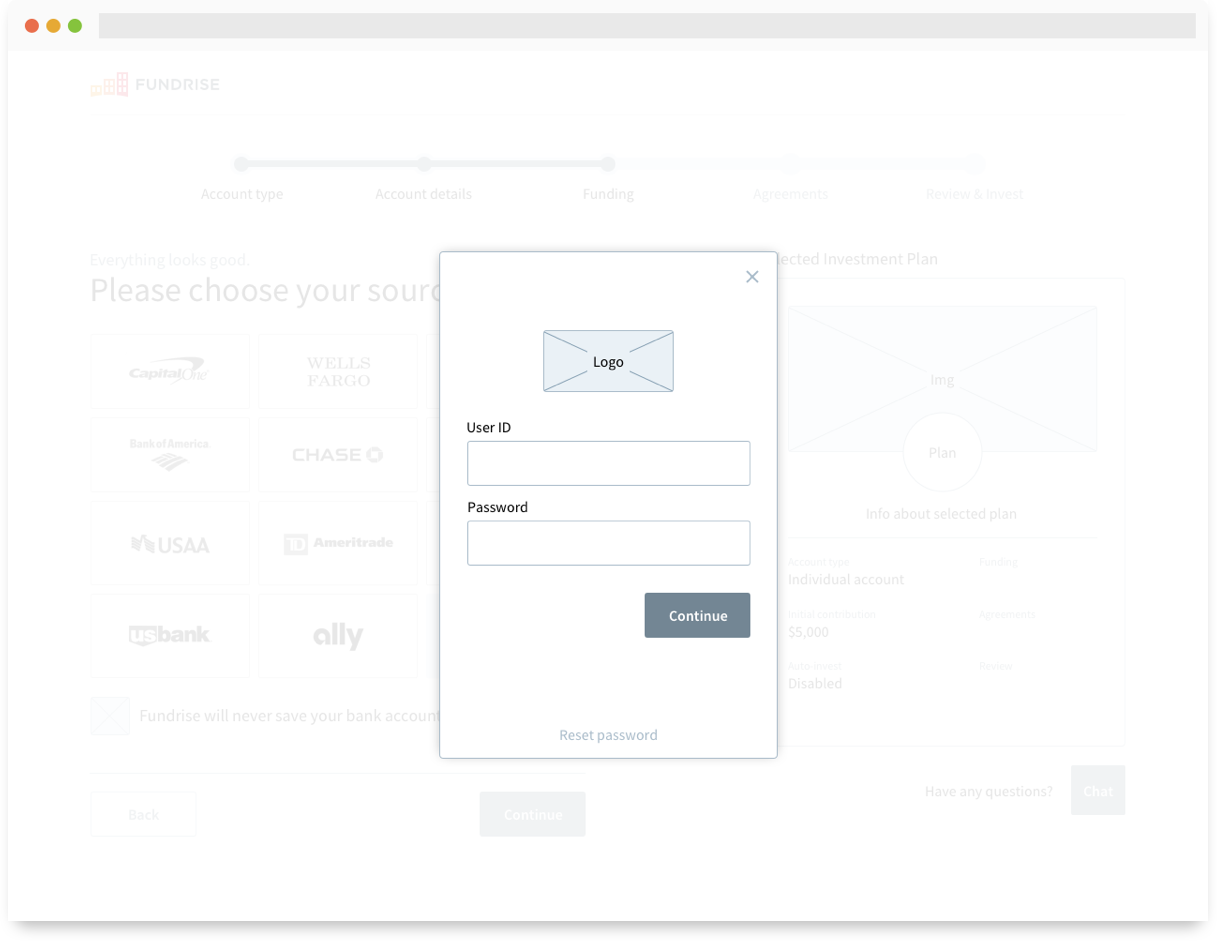 FUNDRISE
Account type
Account details
Funding
Agreements
Review & Invest
Everything looks good.
Please choose your sourc
Capital One
WELLS
FARGO
Bank of America
CHASE
USAA
TD Ameritrade
usbank
ally
Fundrise will never save your bank account
Back
Continue
Logo
User ID
Password
Continue
Reset password
lected Investment Plan
Img
Plan
Info about selected plan
Account type
Funding
Individual account
Initial contribution
Agreements
$5,000
Auto invest
Review
Disabled
Have any questions?
Chat